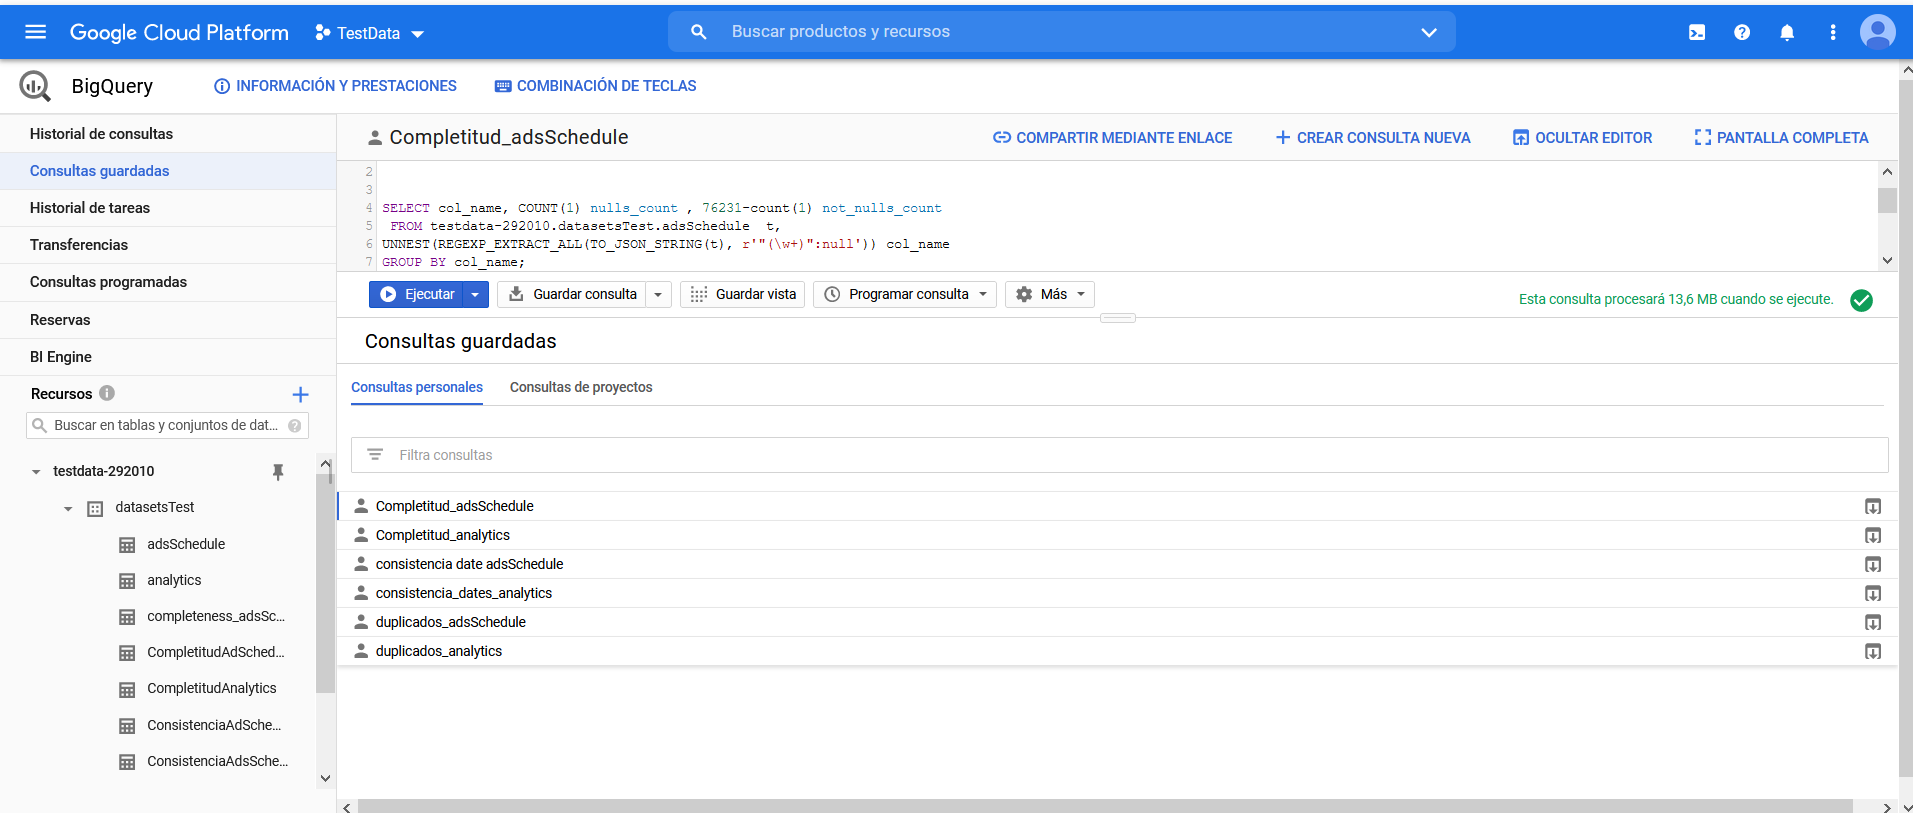 Google Cloud Platform
TestData
Buscar productos y recursos
BigQuery
INFORMACIÓN Y PRESTACIONES
COMBINACIÓN DE TECLAS
Historial de consultas
Consultas guardadas
Historial de tareas
Transferencias
Consultas programadas
Reservas
BI Engine
Recursos
Buscar en tablas y conjuntos de dat...
testdata-292010
datasetsTest
adsSchedule
analytics
completeness_adsSc...
CompletitudAdSched...
CompletitudAnalytics
ConsistenciaAdSche...
ConsistenciaAdsSche...
Completitud_adsSchedule
COMPARTIR MEDIANTE ENLACE
CREAR CONSULTA NUEVA
OCULTAR EDITOR
PANTALLA COMPLETA
2
3
4 SELECT col_name, COUNT(1) nulls_count , 76231-count(1) not_nulls_count
5 FROM testdata-292010.datasetsTest.adsSchedule t,
6 UNNEST(REGEXP_EXTRACT_ALL(TO_JSON_STRING(t), r'"(\w+)":null')) col_name
7 GROUP BY col_name;
Ejecutar
Guardar consulta
Guardar vista
Programar consulta
Más
Esta consulta procesará 13,6 MB cuando se ejecute.
Consultas guardadas
Consultas personales
Consultas de proyectos
Filtra consultas
Completitud_adsSchedule
Completitud_analytics
consistencia date adsSchedule
consistencia_dates_analytics
duplicados_adsSchedule
duplicados_analytics